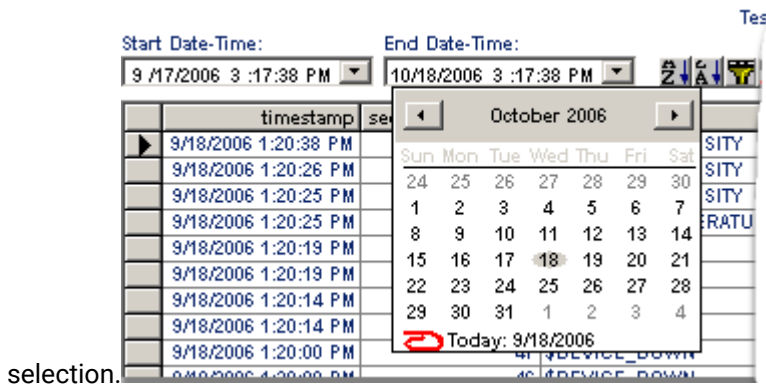 Tes
Start Date-Time: End Date-Time:
9 /17/2006 3 :17:38 PM 10/18/2006 3 :17:38 PM
timestamp
October 2006
9/18/2006 1:20:38 PM SITY
Sun Mon Tue Wed Thu Fri Sat
9/18/2006 1:20:26 PM SITY
24 25 26 27 28 29 30
9/18/2006 1:20:25 PM SITY
1 2 3 4 5 6 7
9/18/2006 1:20:25 PM ERATU
8 9 10 11 12 13 14
9/18/2006 1:20:19 PM
15 16 17 18 19 20 21
9/18/2006 1:20:19 PM
22 23 24 25 26 27 28
9/18/2006 1:20:14 PM
29 30 31 1 2 3 4
9/18/2006 1:20:14 PM
Today: 9/18/2006
9/18/2006 1:20:00 PM $DEVICE_DOWN
selection.